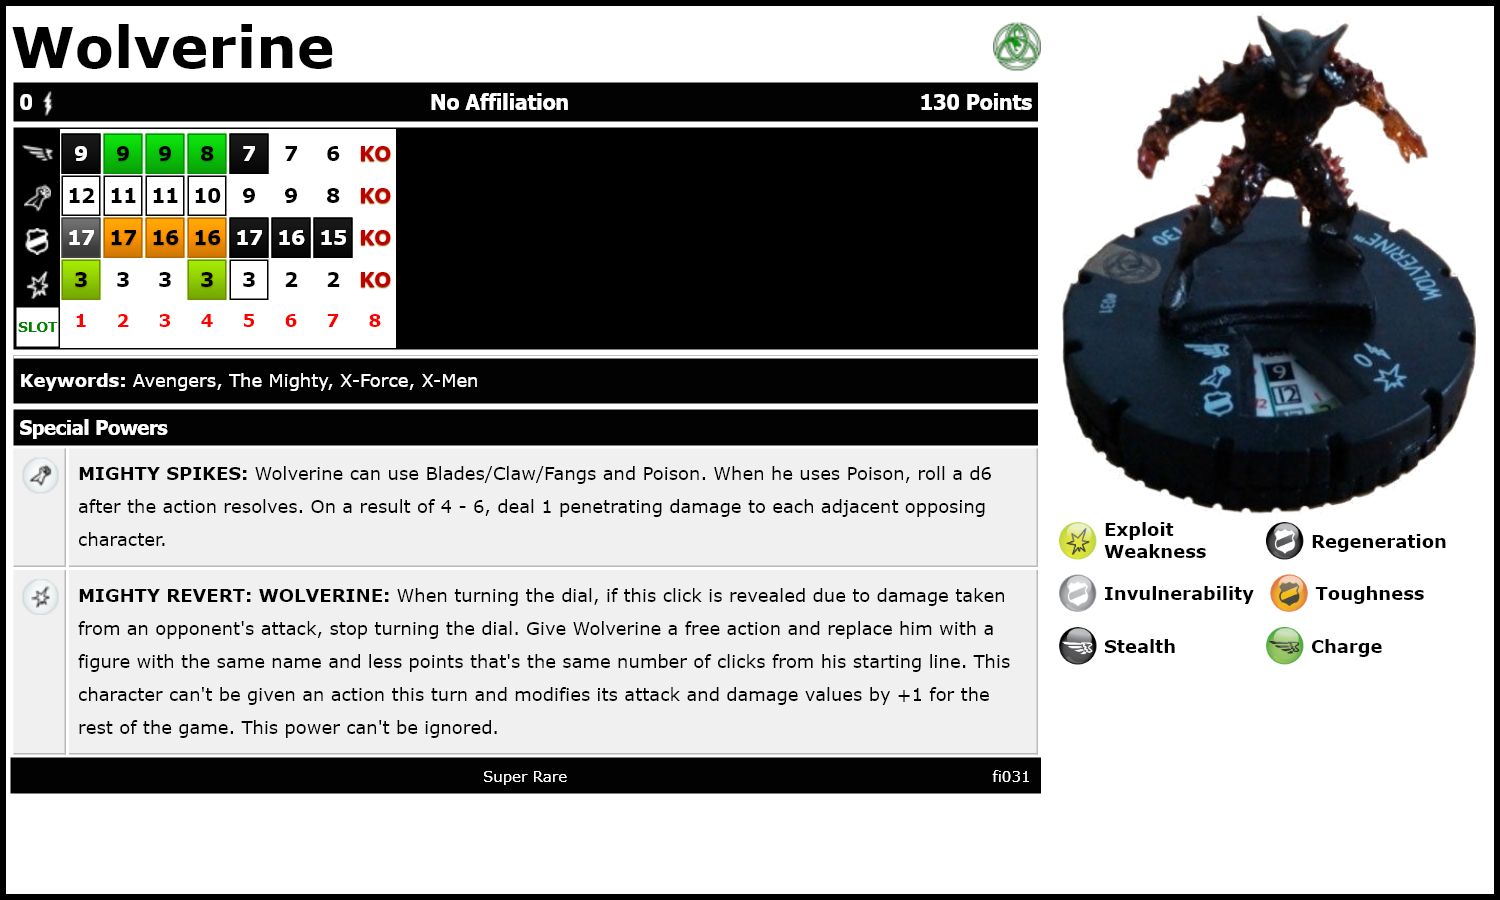 Wolverine
0 No Affiliation 130 Points
9 9 9 8 7 7 6 KO
12 11 11 10 9 9 8 KO
17 17 16 16 17 16 15 KO
3 3 3 3 3 2 2 KO
SLOT 1 2 3 4 5 6 7 8
Keywords: Avengers, The Mighty, X-Force, X-Men
Special Powers
MIGHTY SPIKES: Wolverine can use Blades/Claw/Fangs and Poison. When he uses Poison, roll a d6
after the action resolves. On a result of 4 - 6, deal 1 penetrating damage to each adjacent opposing
character.
MIGHTY REVERT: WOLVERINE: When turning the dial, if this click is revealed due to damage taken
from an opponent's attack, stop turning the dial. Give Wolverine a free action and replace him with a
figure with the same name and less points that's the same number of clicks from his starting line. This
character can't be given an action this turn and modifies its attack and damage values by +1 for the
rest of the game. This power can't be ignored.
Super Rare fi031
130
WOLVERINE™
031
0
9
12
Exploit
Weakness
Regeneration
Invulnerability
Toughness
Stealth
Charge